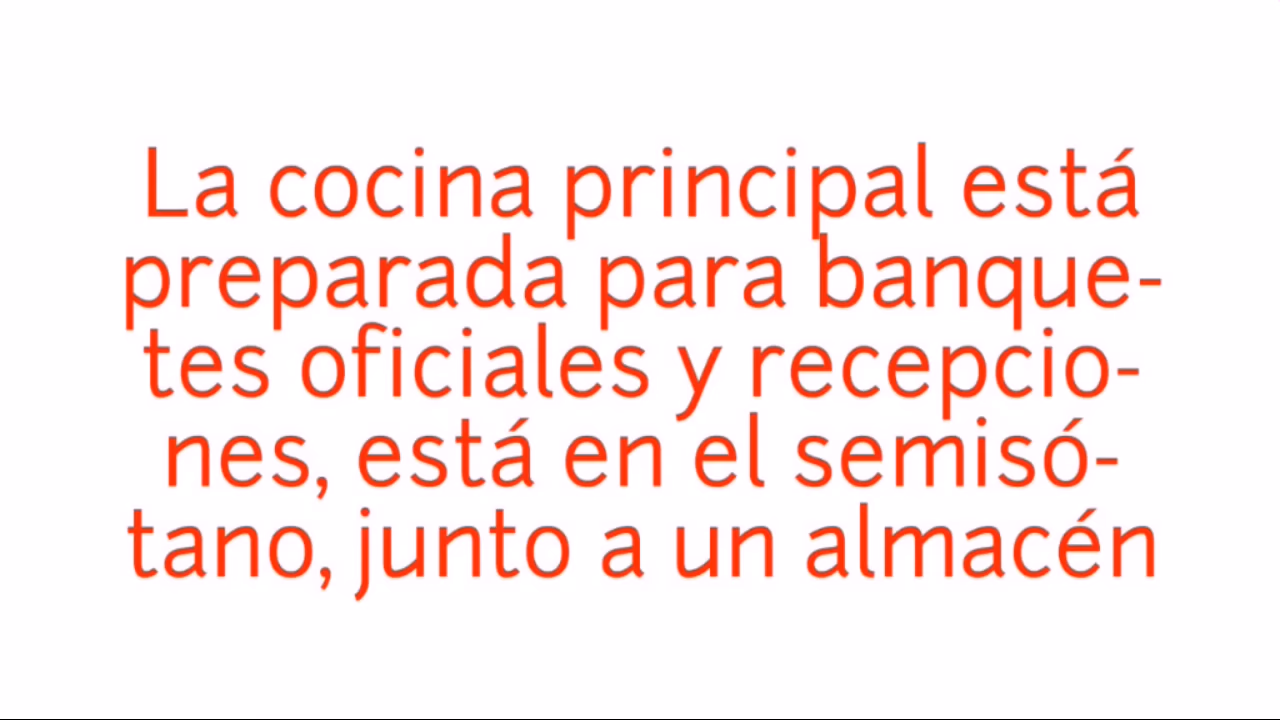 La cocina principal está
preparada para banque-
tes oficiales y recepcio-
nes, está en el semisó-
tano, junto a un almacén